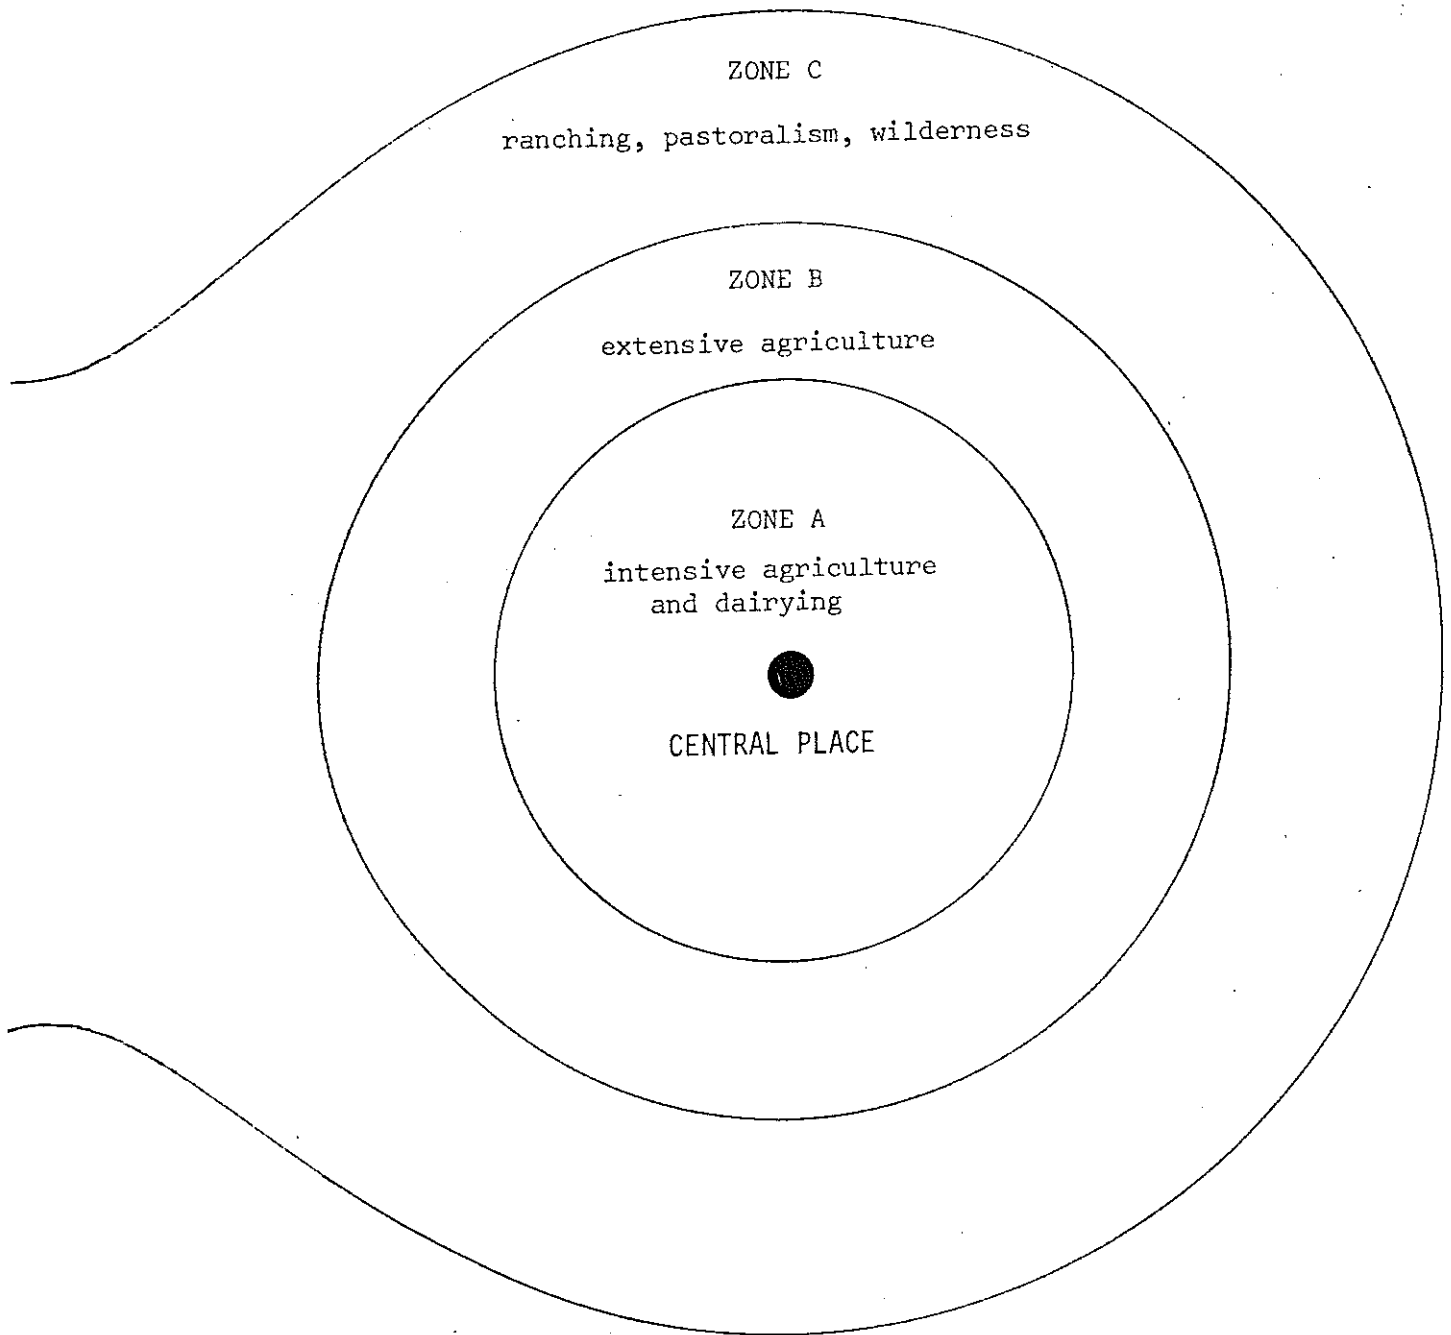 ZONE C
ranching, pastoralism, wilderness
ZONE B
extensive agriculture
ZONE A
intensive agriculture
and dairying
CENTRAL PLACE